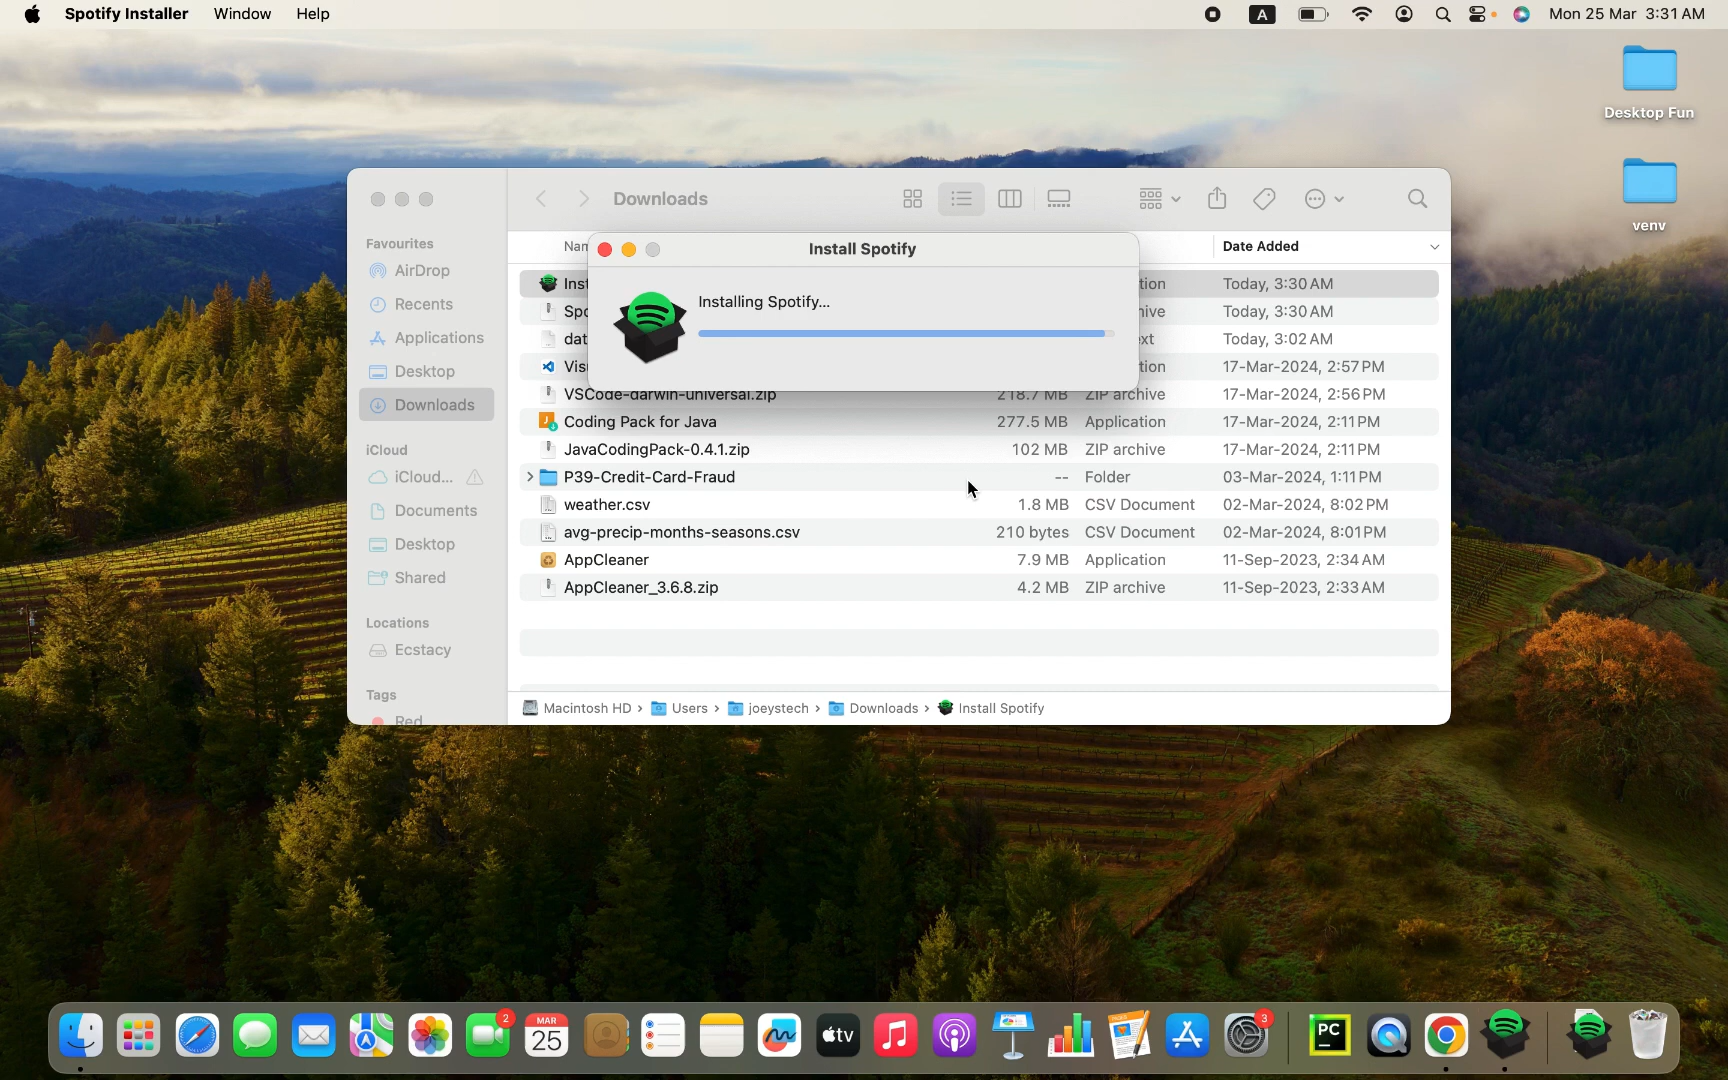 Spotify Installer Window Help
A Mon 25 Mar 3:31 AM
Desktop Fun
venv
Downloads
Favourites
AirDrop
Recents
Applications
Desktop
Downloads
iCloud
iCloud...
Documents
Desktop
Shared
Locations
Ecstacy
Tags
Red
Install Spotify
Installing Spotify...
Nam Date Added
Inst tion Today, 3:30 AM
Spo ive Today, 3:30 AM
dat xt Today, 3:02 AM
Visu tion 17-Mar-2024, 2:57 PM
VSCode-darwin-universal.zip 218.7 MB ZIP archive 17-Mar-2024, 2:56 PM
Coding Pack for Java 277.5 MB Application 17-Mar-2024, 2:11 PM
JavaCodingPack-0.4.1.zip 102 MB ZIP archive 17-Mar-2024, 2:11 PM
P39-Credit-Card-Fraud -- Folder 03-Mar-2024, 1:11 PM
weather.csv 1.8 MB CSV Document 02-Mar-2024, 8:02 PM
avg-precip-months-seasons.csv 210 bytes CSV Document 02-Mar-2024, 8:01 PM
AppCleaner 7.9 MB Application 11-Sep-2023, 2:34 AM
AppCleaner_3.6.8.zip 4.2 MB ZIP archive 11-Sep-2023, 2:33 AM
Macintosh HD › Users › joeystech › Downloads › Install Spotify
2 MAR 25 tv 3 PC